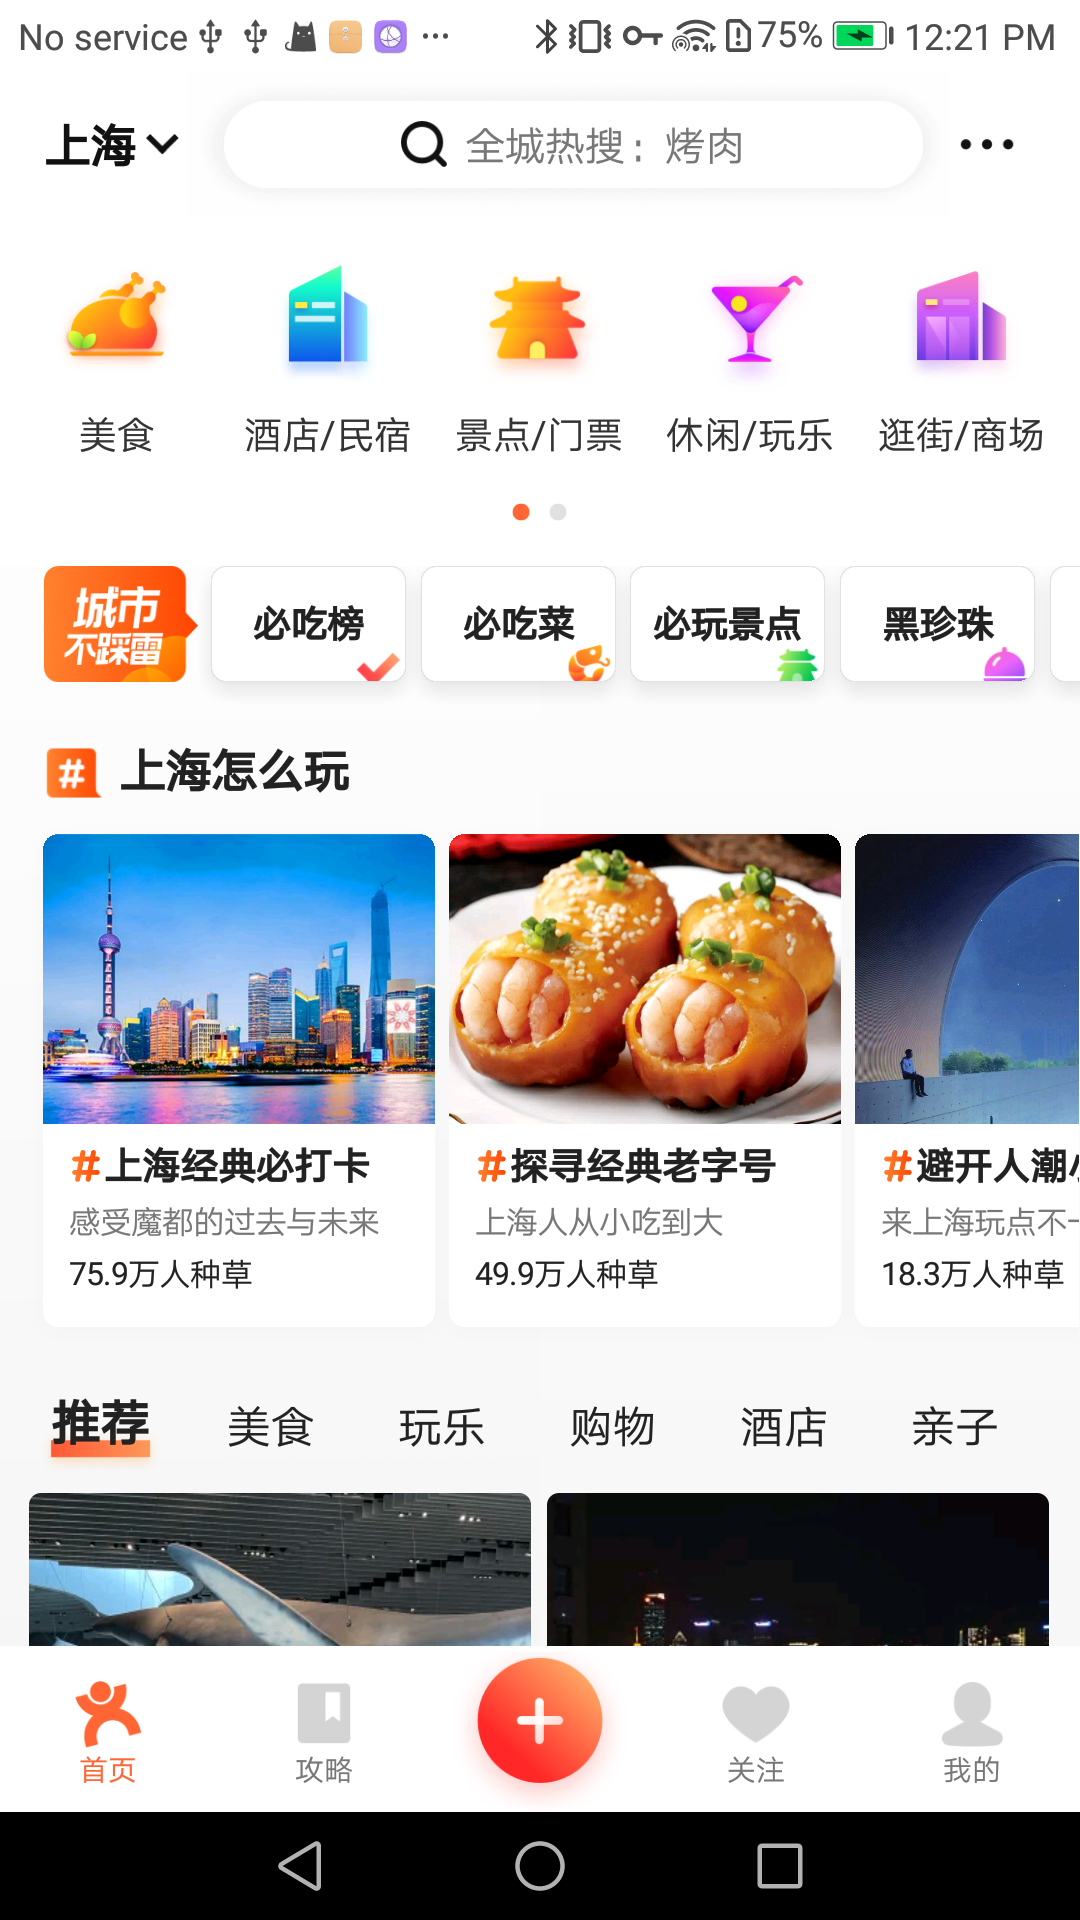 No service
75%
12:21 PM
上海
全城热搜：烤肉
美食
酒店/民宿
景点/门票
休闲/玩乐
逛街/商场
城市
不踩雷
必吃榜
必吃菜
必玩景点
黑珍珠
# 上海怎么玩
#上海经典必打卡
感受魔都的过去与未来
75.9万人种草
#探寻经典老字号
上海人从小吃到大
49.9万人种草
#避开人潮
来上海玩点不
18.3万人种草
推荐
美食
玩乐
购物
酒店
亲子
首页
攻略
关注
我的